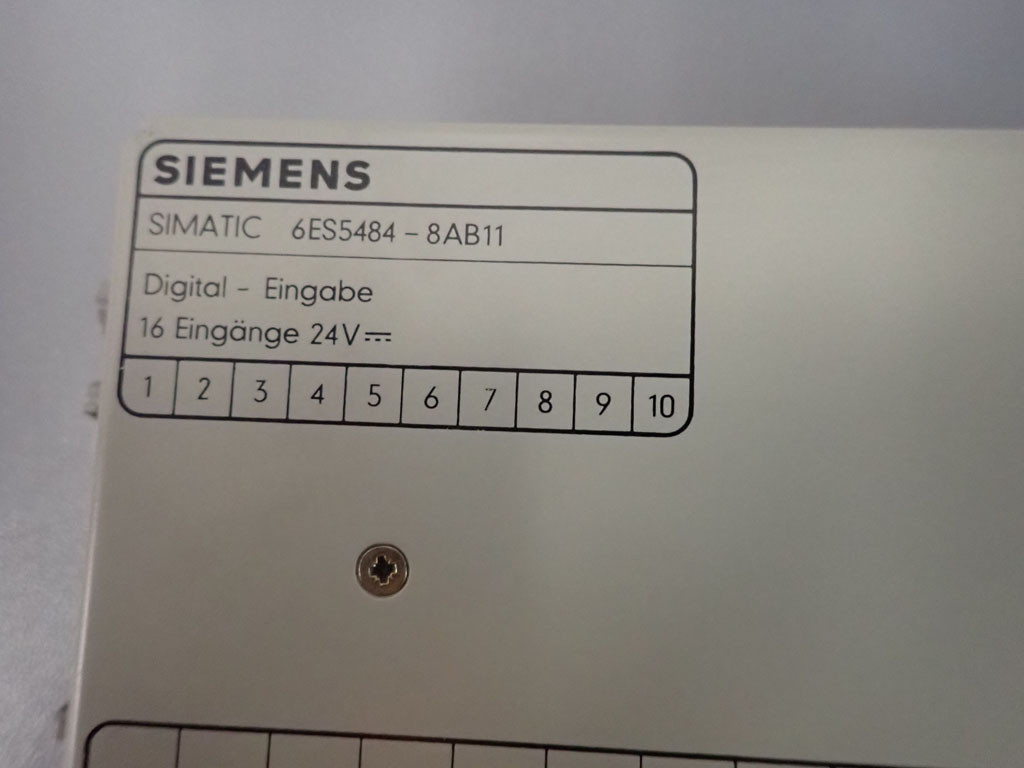 SIEMENS
SIMATIC 6ES5484 - 8AB11
Digital - Eingabe
16 Eingänge 24V⎓
1 2 3 4 5 6 7 8 9 10